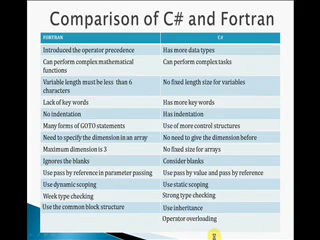 Comparison of C# and Fortran
FORTRAN C#
Introduced the operator precedence Has more data types
Can perform complex mathematical Can perform complex tasks
functions
Variable length must be less than 6 No fixed length size for variables
characters
Lack of key words Has more key words
No indentation Has indentation
Many forms of GOTO statements Use of more control structures
Need to specify the dimension in an array No need to give the dimension before
Maximum dimension is 3 No fixed size for arrays
Ignores the blanks Consider blanks
Use pass by reference in parameter passing Use pass by value and pass by reference
Use dynamic scoping Use static scoping
Week type checking Strong type checking
Use the common block structure Use inheritance
Operator overloading